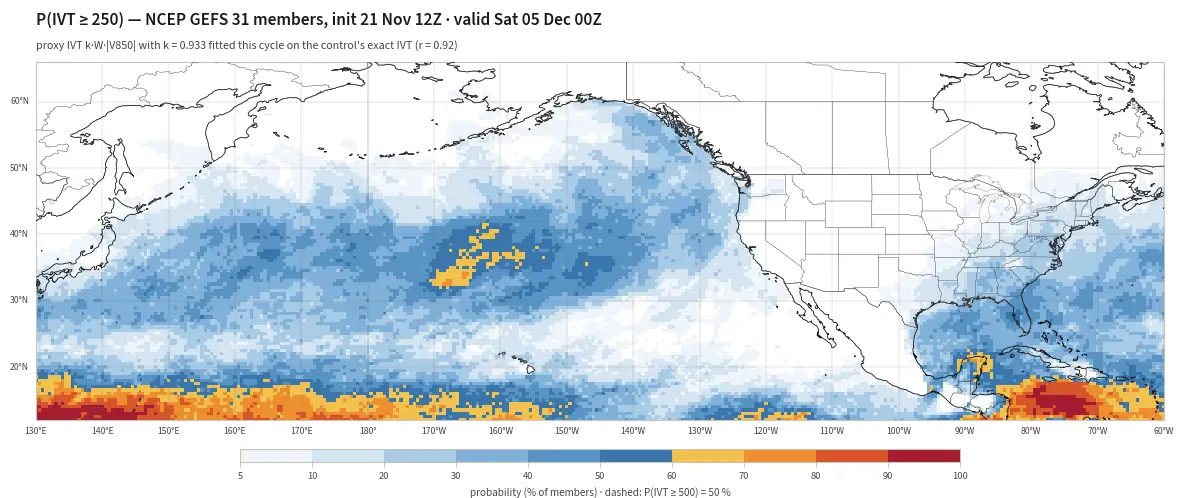 P(IVT ≥ 250) — NCEP GEFS 31 members, init 21 Nov 12Z · valid Sat 05 Dec 00Z
proxy IVT k·W·|V850| with k = 0.933 fitted this cycle on the control's exact IVT (r = 0.92)
60°N
50°N
40°N
30°N
20°N
130°E 140°E 150°E 160°E 170°E 180° 170°W 160°W 150°W 140°W 130°W 120°W 110°W 100°W 90°W 80°W 70°W 60°W
5 10 20 30 40 50 60 70 80 90 100
probability (% of members) · dashed: P(IVT ≥ 500) = 50 %